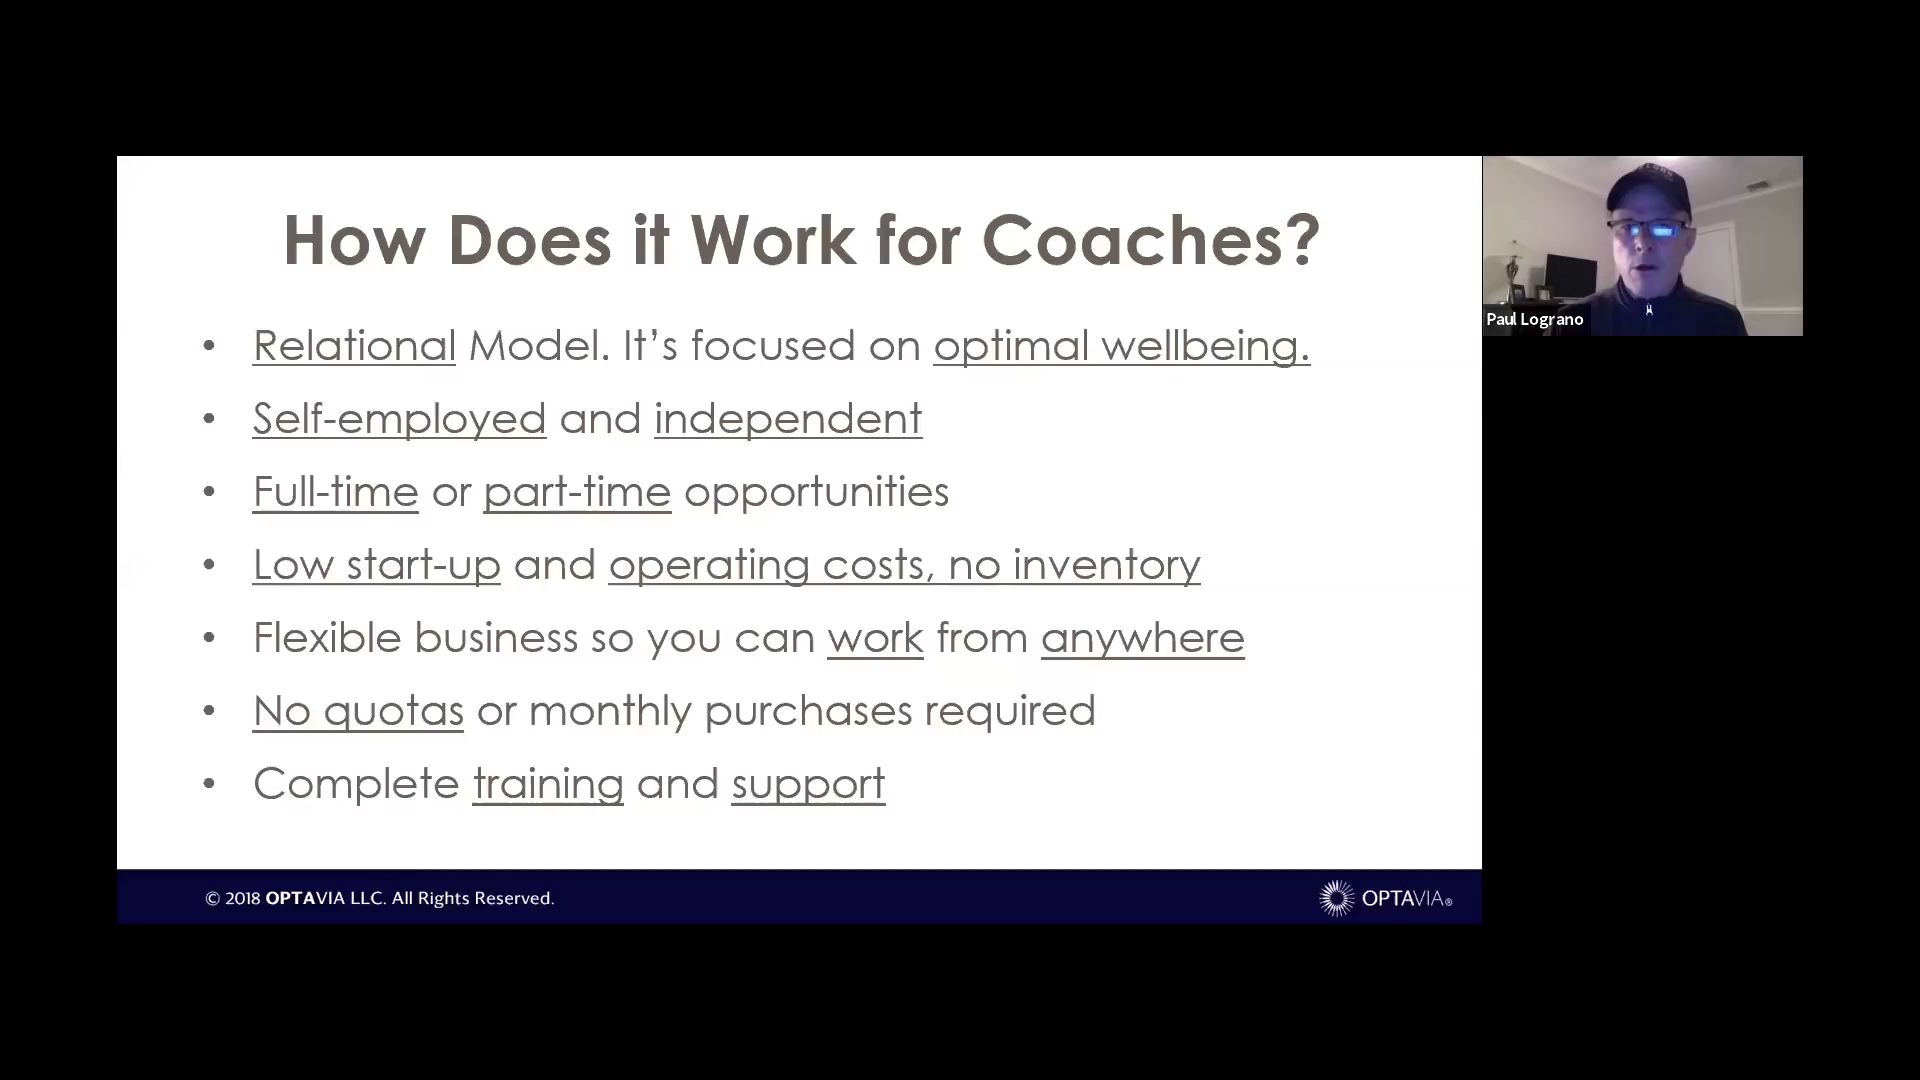 How Does it Work for Coaches?
• Relational Model. It’s focused on optimal wellbeing.
• Self-employed and independent
• Full-time or part-time opportunities
• Low start-up and operating costs, no inventory
• Flexible business so you can work from anywhere
• No quotas or monthly purchases required
• Complete training and support
© 2018 OPTAVIA LLC. All Rights Reserved.
OPTAVIA®
Paul Lograno